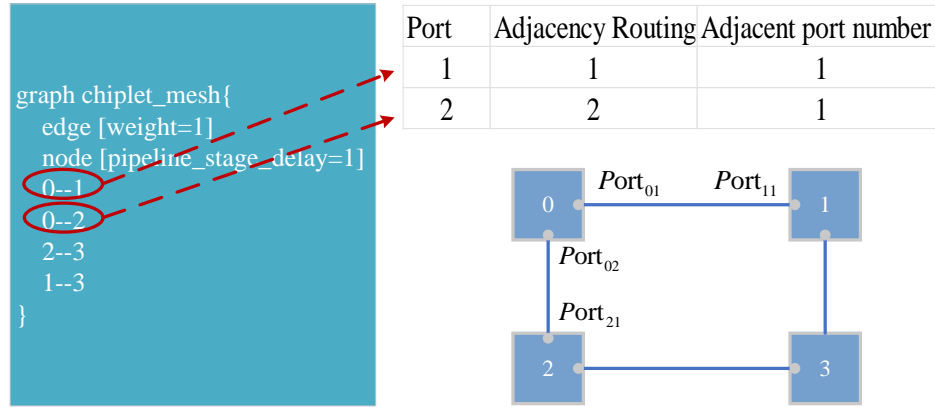 graph chiplet_mesh{
edge [weight=1]
node [pipeline_stage_delay=1]
0--1
0--2
2--3
1--3
}
Port Adjacency Routing Adjacent port number
1 1 1
2 2 1
0 Port01 Port11 1
Port02
Port21
2 3